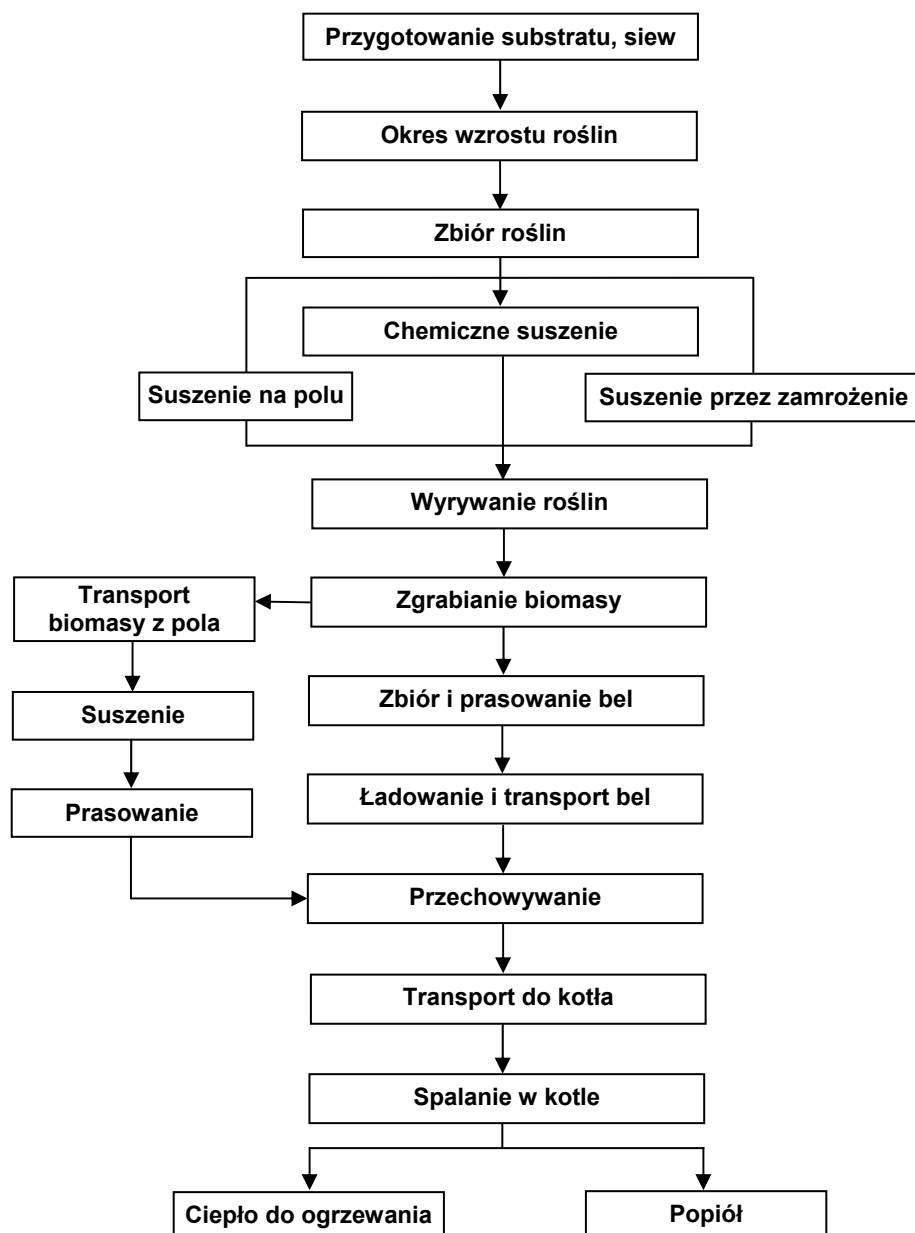 Przygotowanie substratu, siew
Okres wzrostu roślin
Zbiór roślin
Chemiczne suszenie
Suszenie na polu
Suszenie przez zamrożenie
Wyrywanie roślin
Zgrabianie biomasy
Transport
biomasy z pola
Suszenie
Prasowanie
Zbiór i prasowanie bel
Ładowanie i transport bel
Przechowywanie
Transport do kotła
Spalanie w kotle
Ciepło do ogrzewania
Popiół